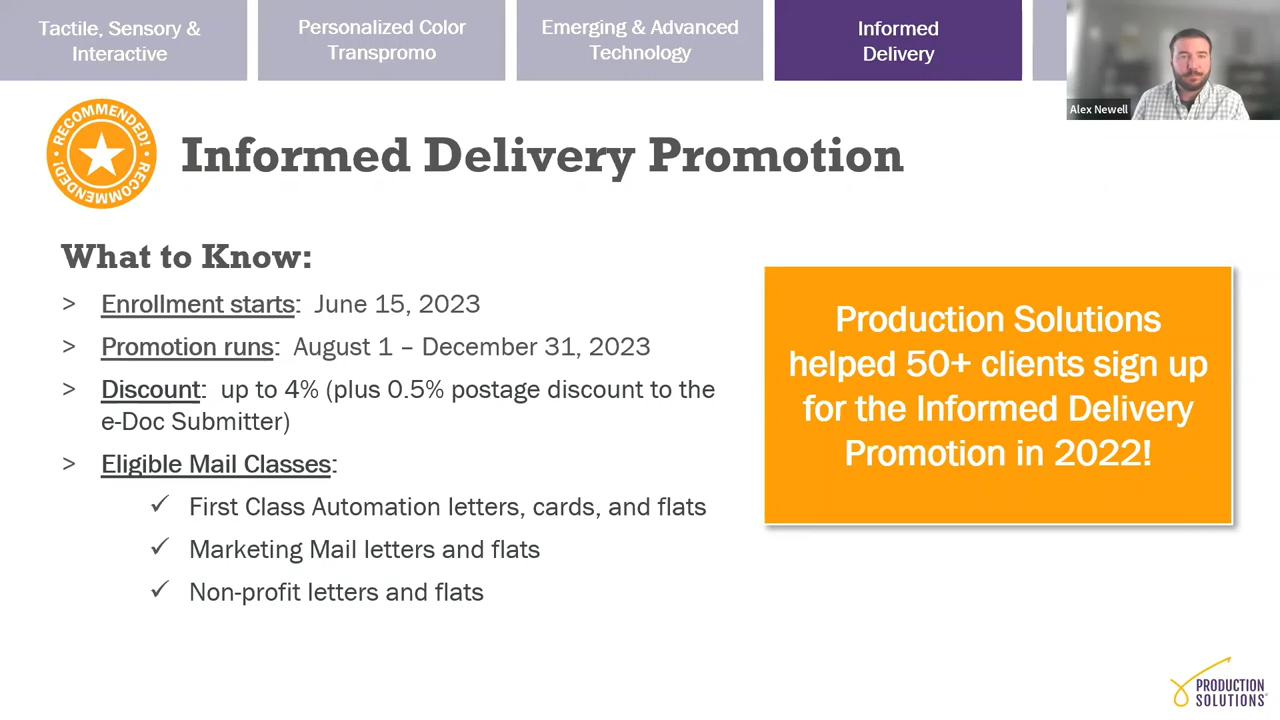 Tactile, Sensory &
Interactive
Personalized Color
Transpromo
Emerging & Advanced
Technology
Informed
Delivery
Alex Newell
RECOMMENDED!
RECOMMENDED!
Informed Delivery Promotion
What to Know:
> Enrollment starts: June 15, 2023
> Promotion runs: August 1 – December 31, 2023
> Discount: up to 4% (plus 0.5% postage discount to the
e-Doc Submitter)
> Eligible Mail Classes:
✓ First Class Automation letters, cards, and flats
✓ Marketing Mail letters and flats
✓ Non-profit letters and flats
Production Solutions
helped 50+ clients sign up
for the Informed Delivery
Promotion in 2022!
PRODUCTION
SOLUTIONS